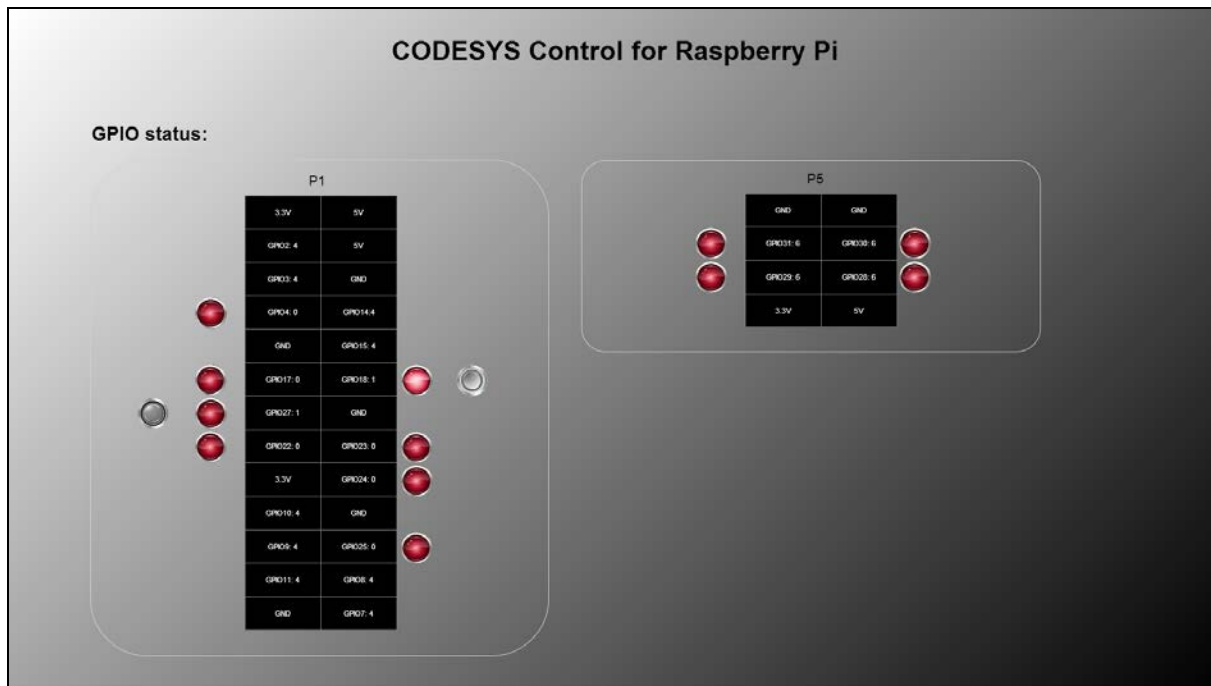 CODESYS Control for Raspberry Pi
GPIO status:
P1
3.3V 5V
GPIO2: 4 5V
GPIO3: 4 GND
GPIO4: 0 GPIO14:4
GND GPIO15: 4
GPIO17: 0 GPIO18: 1
GPIO27: 1 GND
GPIO22: 0 GPIO23: 0
3.3V GPIO24: 0
GPIO10: 4 GND
GPIO9: 4 GPIO25: 0
GPIO11: 4 GPIO8: 4
GND GPIO7: 4
P5
GND GND
GPIO31: 6 GPIO30: 6
GPIO29: 6 GPIO28: 6
3.3V 5V